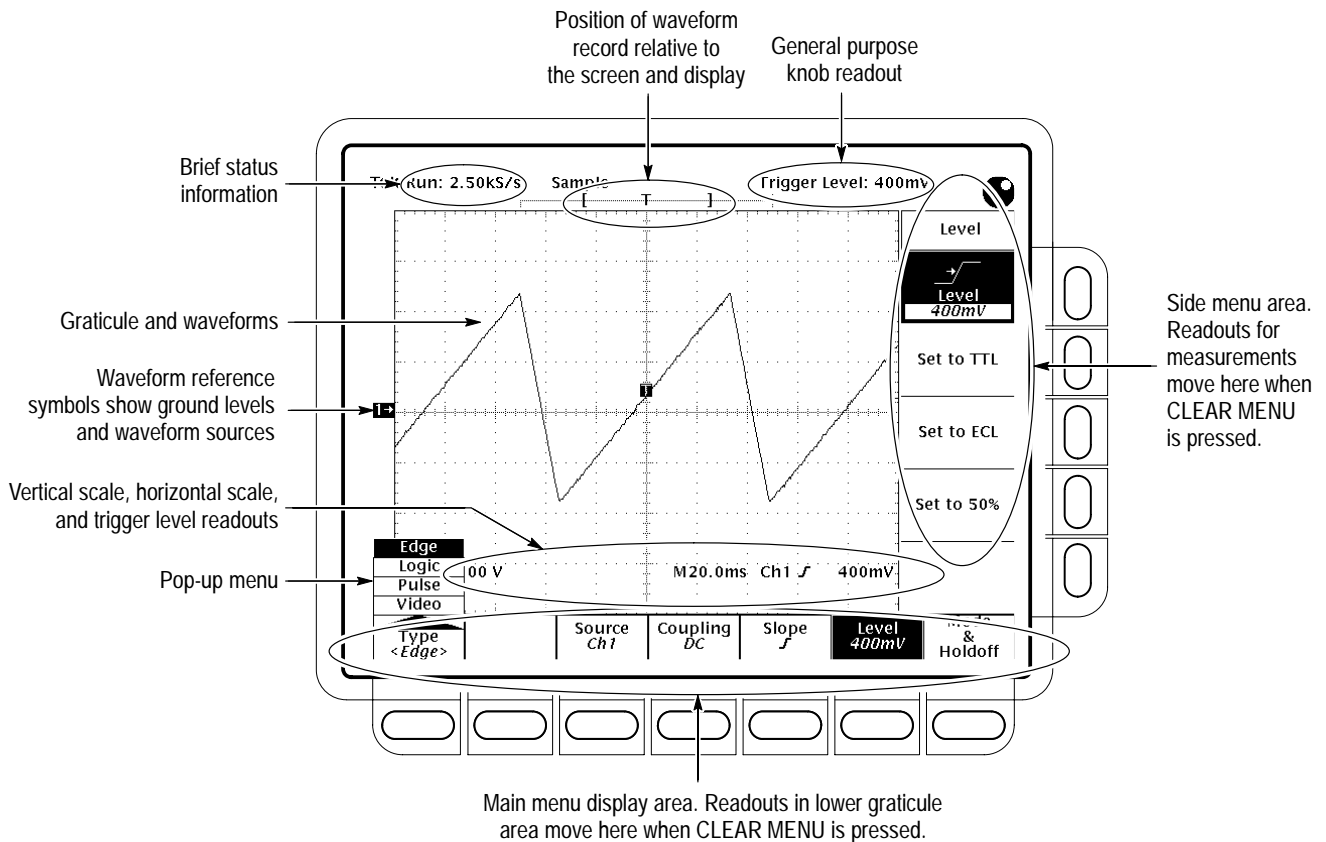 Position of waveform
record relative to
the screen and display
General purpose
knob readout
Brief status
information
Run: 2.50kS/s
Sample
Trigger Level: 400mV
[ T ]
Level
Level
400mV
Set to TTL
Set to ECL
Set to 50%
Graticule and waveforms
Waveform reference
symbols show ground levels
and waveform sources
1→
Vertical scale, horizontal scale,
and trigger level readouts
Side menu area.
Readouts for
measurements
move here when
CLEAR MENU
is pressed.
Pop-up menu
Edge
Logic
Pulse
Video
00 V
M20.0ms Ch1 400mV
Type
<Edge>
Source
Ch1
Coupling
DC
Slope
Level
400mV
Mode
&
Holdoff
Main menu display area. Readouts in lower graticule
area move here when CLEAR MENU is pressed.